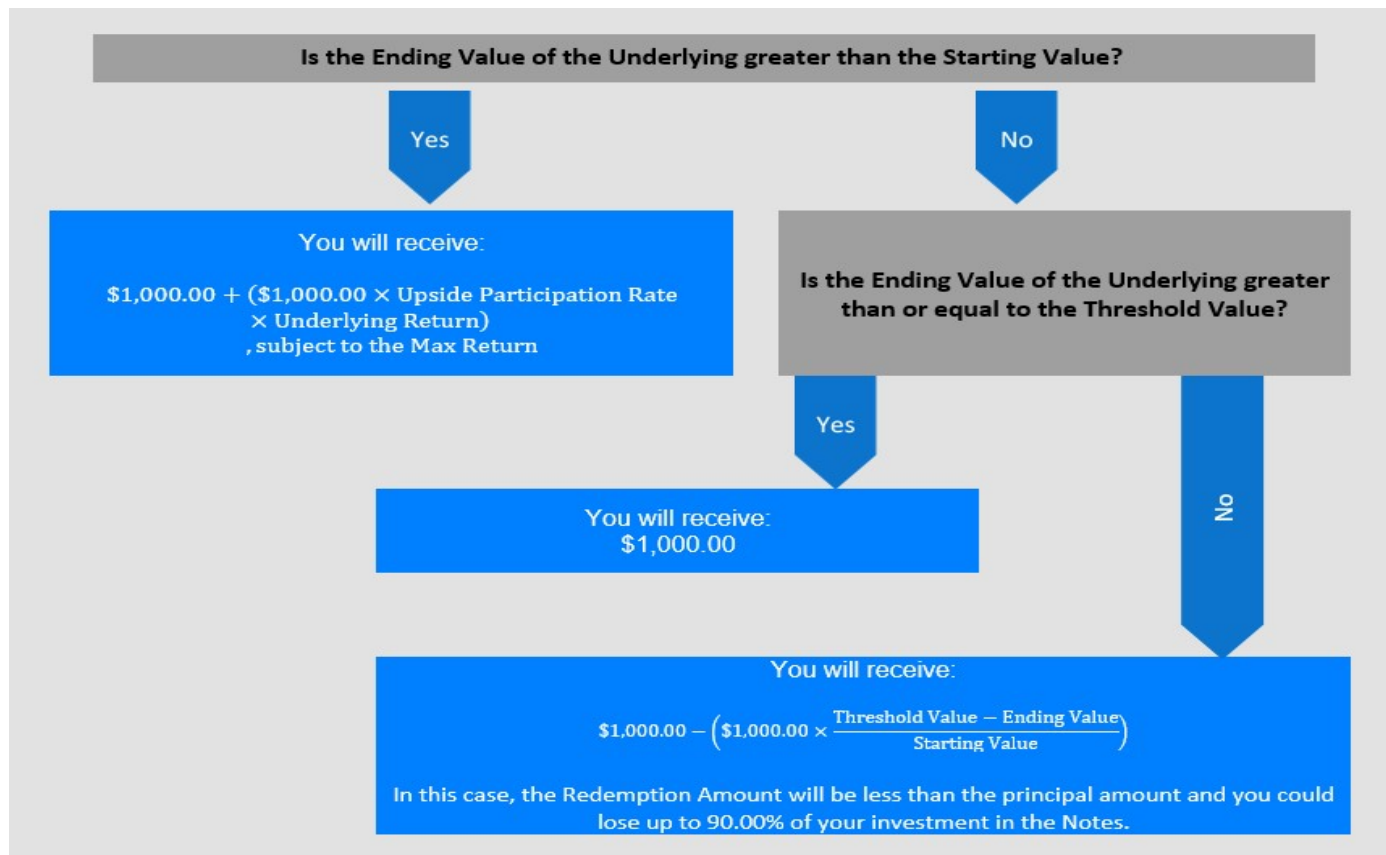 Is the Ending Value of the Underlying greater than the Starting Value?
Yes
No
You will receive:
$1,000.00 + ($1,000.00 × Upside Participation Rate
× Underlying Return)
, subject to the Max Return
Is the Ending Value of the Underlying greater
than or equal to the Threshold Value?
Yes
No
You will receive:
$1,000.00
You will receive:
$1,000.00 − ($1,000.00 × Threshold Value − Ending Value / Starting Value)
In this case, the Redemption Amount will be less than the principal amount and you could
lose up to 90.00% of your investment in the Notes.